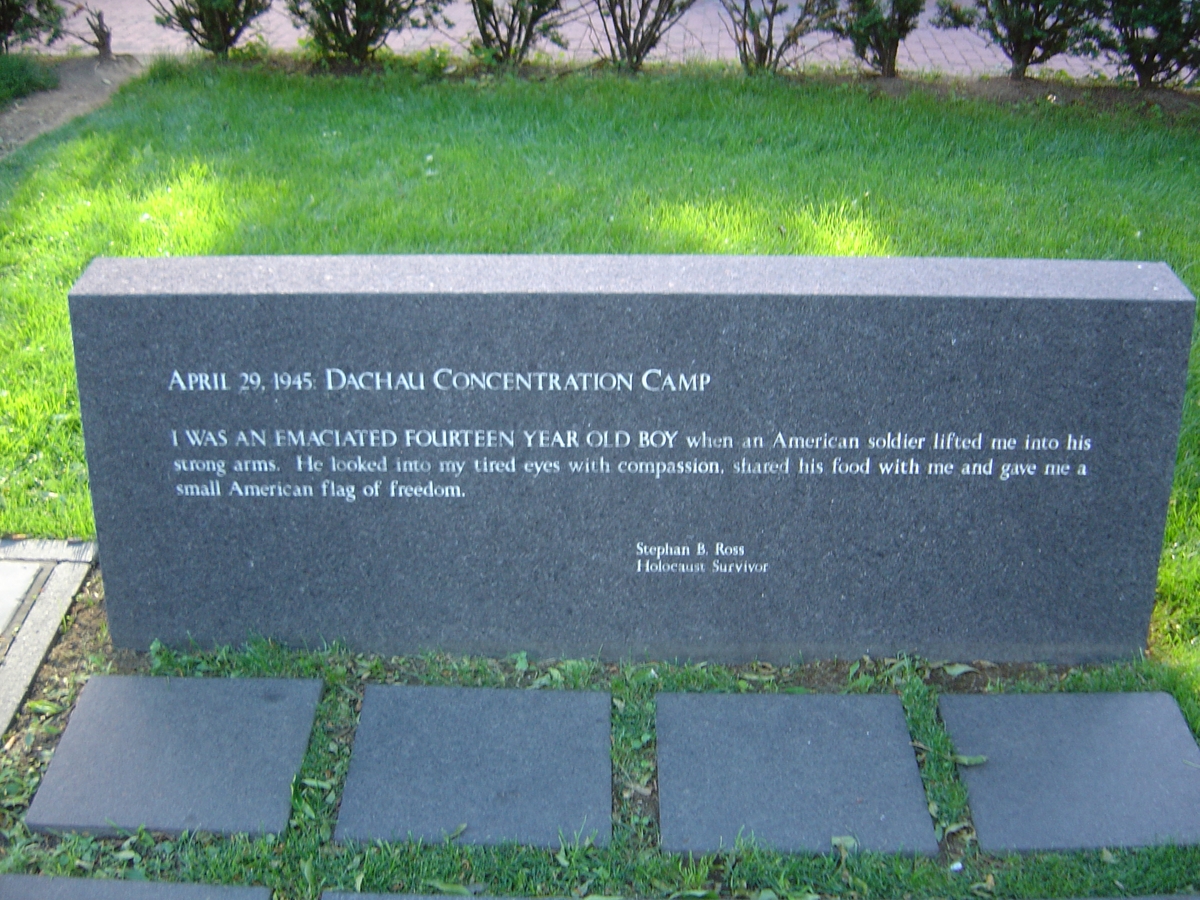 APRIL 29, 1945: DACHAU CONCENTRATION CAMP
I WAS AN EMACIATED FOURTEEN YEAR OLD BOY when an American soldier lifted me into his
strong arms. He looked into my tired eyes with compassion, shared his food with me and gave me a
small American flag of freedom.
Stephan B. Ross
Holocaust Survivor